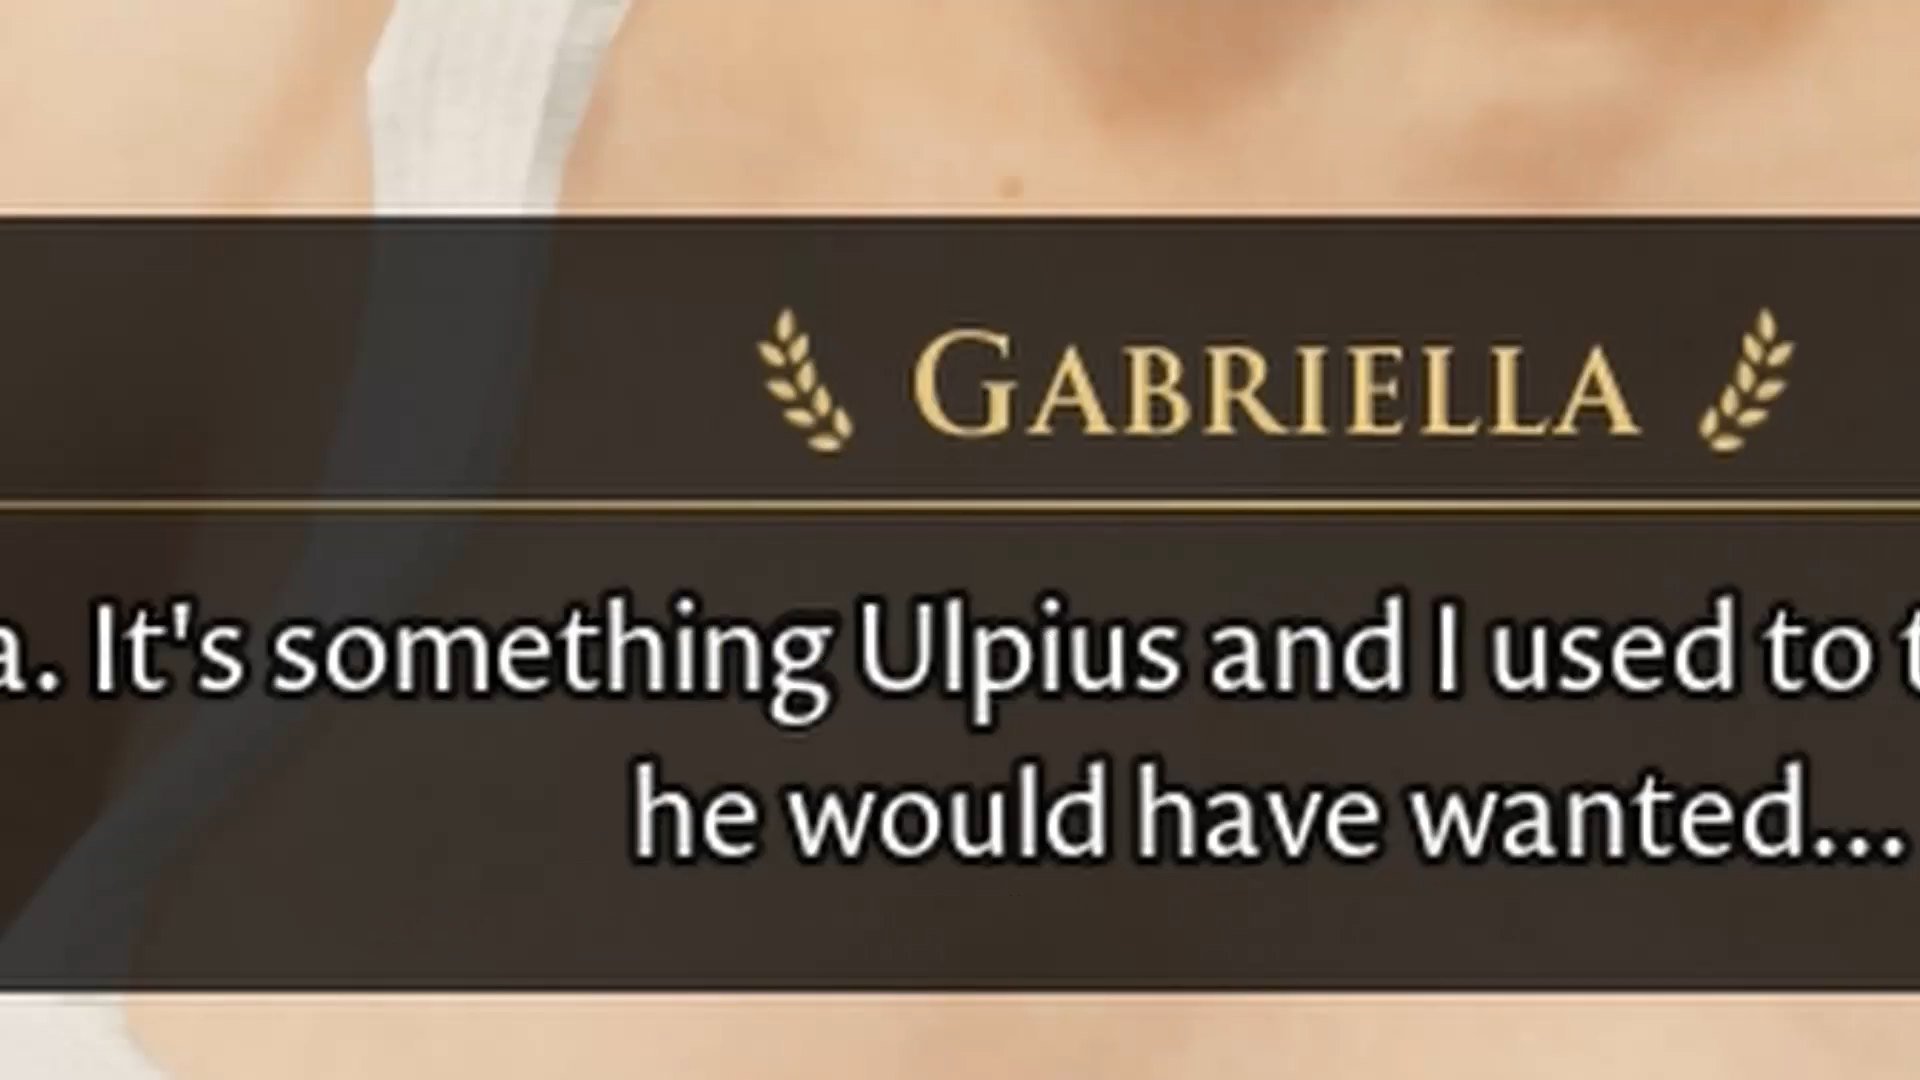 GABRIELLA
a. It's something Ulpius and I used to t
he would have wanted...